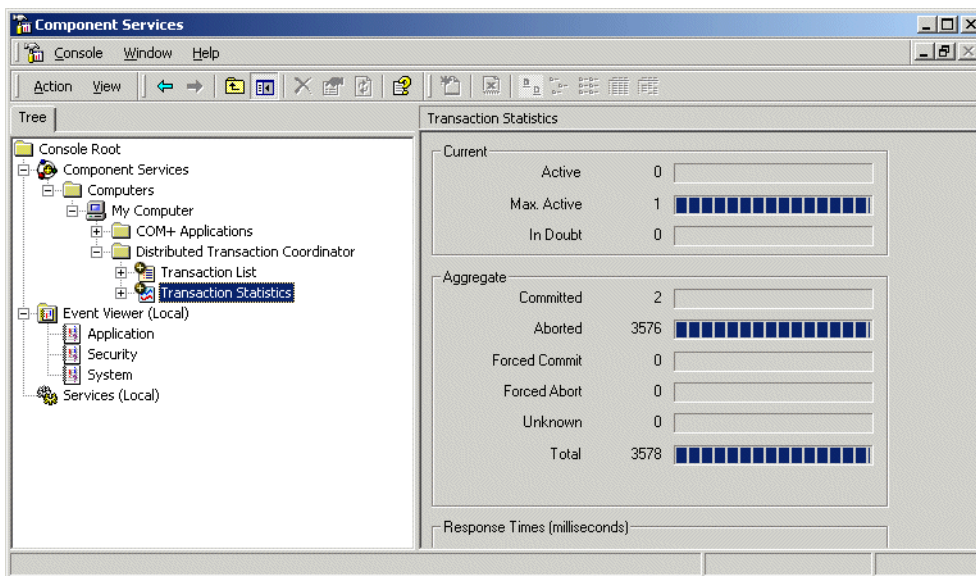 Component Services
Console Window Help
Action View
Tree
Transaction Statistics
Console Root
Component Services
Computers
My Computer
COM+ Applications
Distributed Transaction Coordinator
Transaction List
Transaction Statistics
Event Viewer (Local)
Application
Security
System
Services (Local)
Current
Active 0
Max. Active 1
In Doubt 0
Aggregate
Committed 2
Aborted 3576
Forced Commit 0
Forced Abort 0
Unknown 0
Total 3578
Response Times (milliseconds)